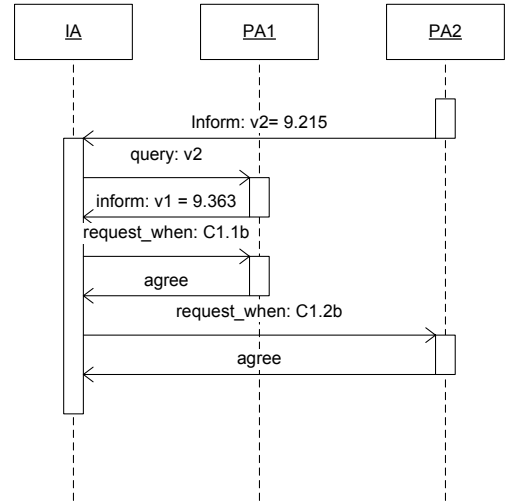 IA
PA1
PA2
Inform: v2= 9.215
query: v2
inform: v1 = 9.363
request_when: C1.1b
agree
request_when: C1.2b
agree